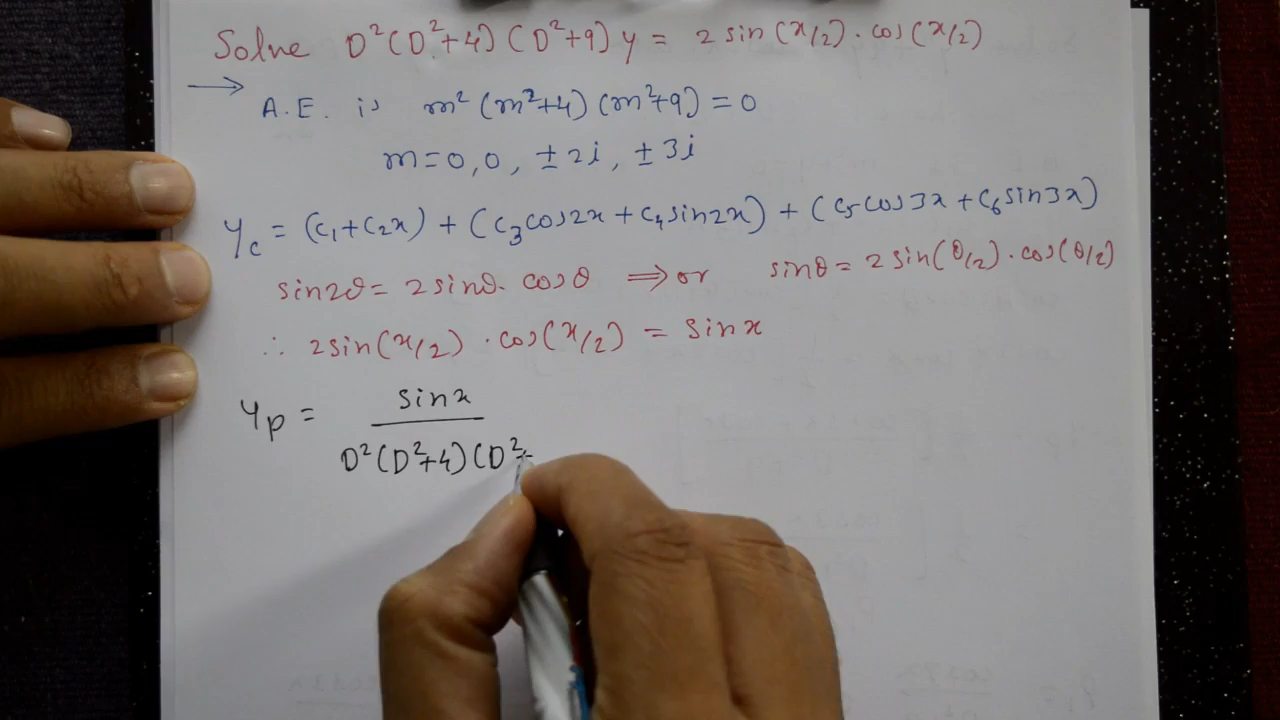 Solve D²(D²+4)(D²+9)y = 2 sin(x/2)·cos(x/2)
→ A.E. is m²(m²+4)(m²+9)=0
m=0,0, ±2i, ±3i
y_c = (c₁+c₂x) + (c₃cos2x + c₄sin2x) + (c₅cos3x + c₆sin3x)
sin2θ = 2sinθ·cosθ ⟹ or sinθ = 2sin(θ/2)·cos(θ/2)
∴ 2sin(x/2)·cos(x/2) = sinx
y_p = sinx
D²(D²+4)(D²+